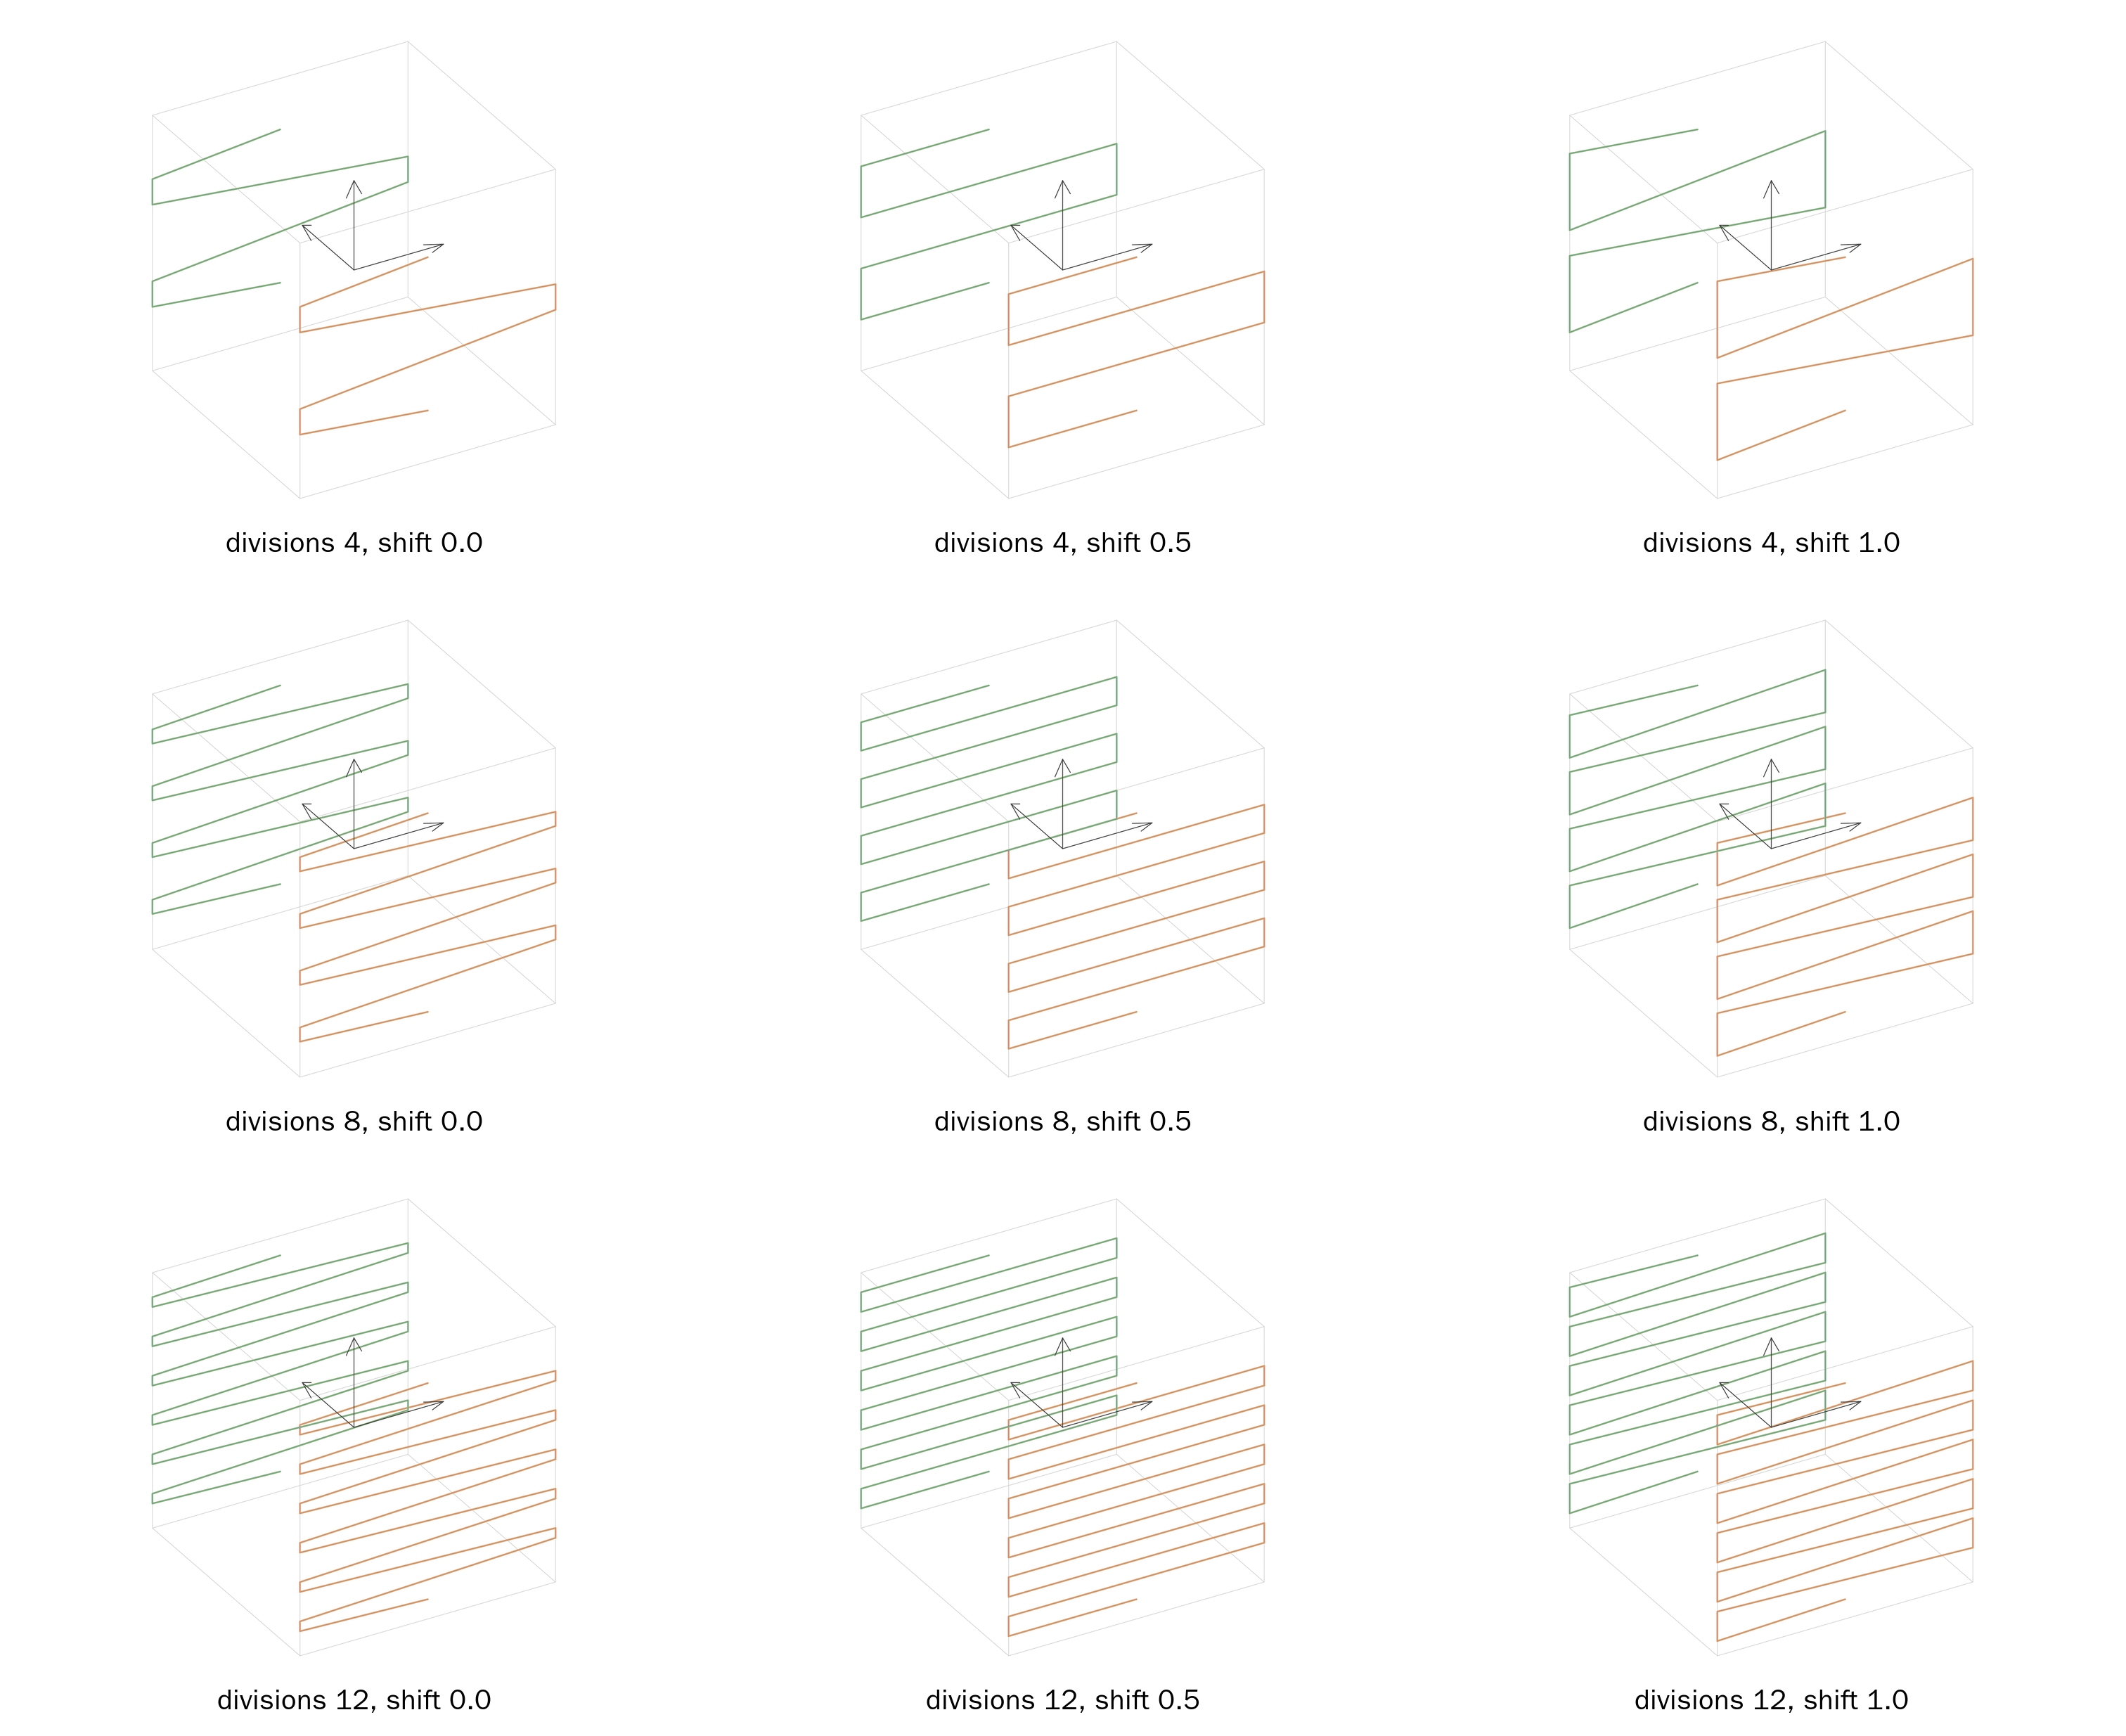 divisions 4, shift 0.0
divisions 4, shift 0.5
divisions 4, shift 1.0
divisions 8, shift 0.0
divisions 8, shift 0.5
divisions 8, shift 1.0
divisions 12, shift 0.0
divisions 12, shift 0.5
divisions 12, shift 1.0